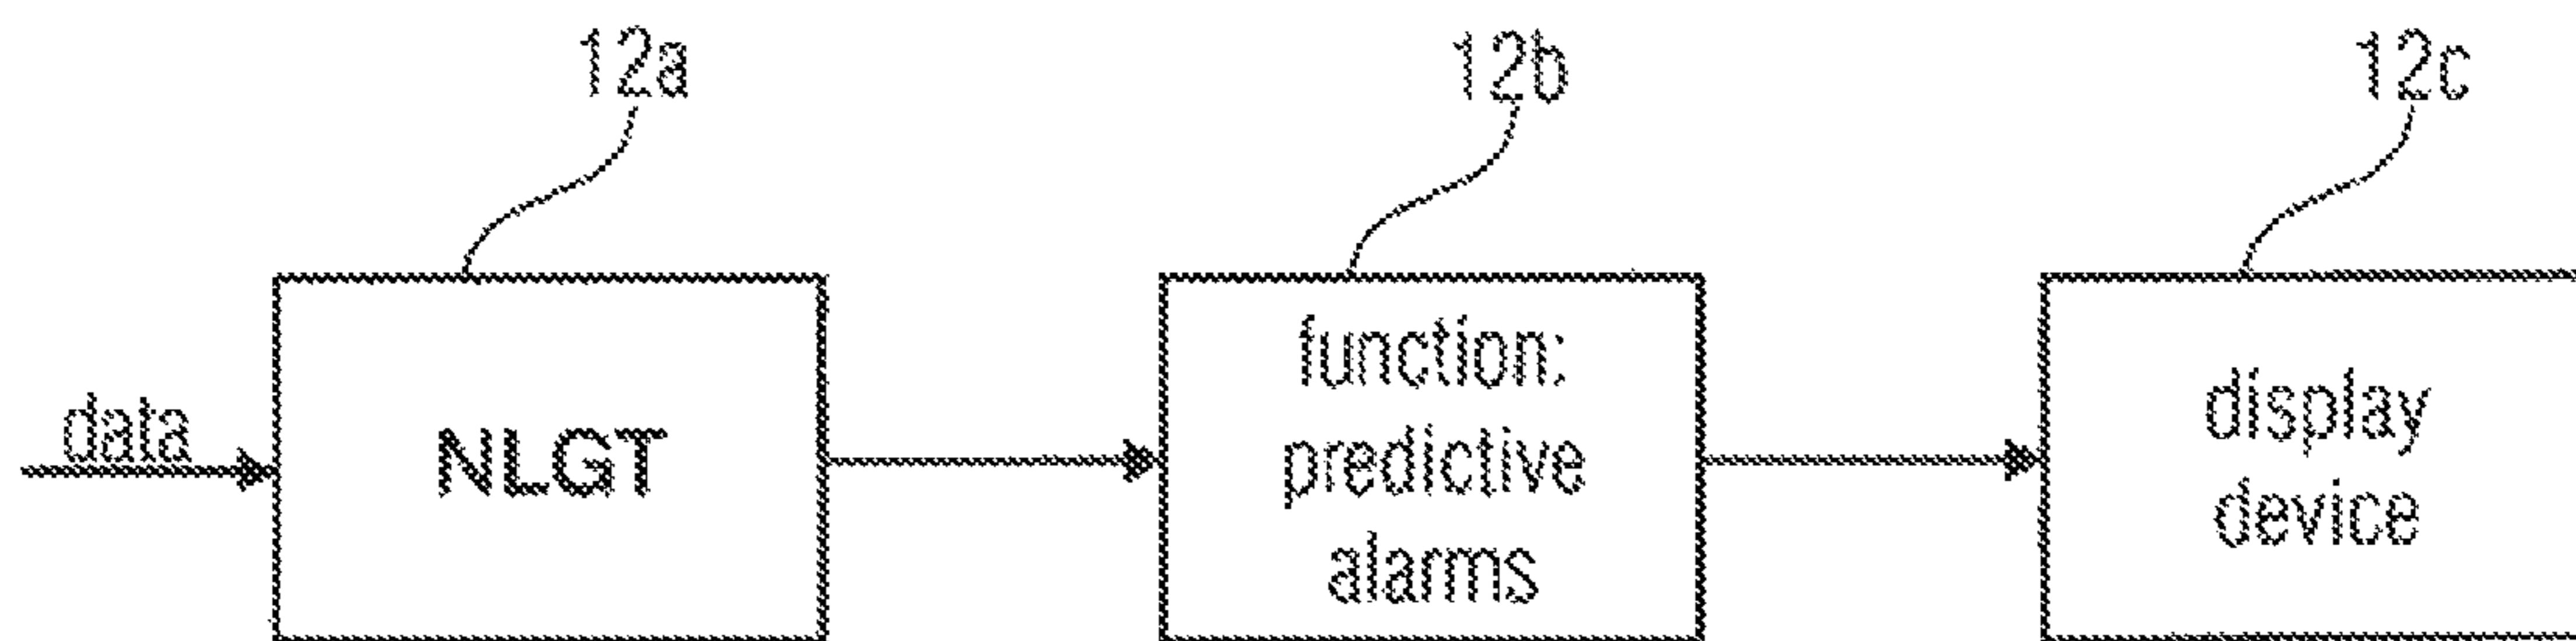 12a
12b
12c
data
NLGT
function:
predictive
alarms
display
device